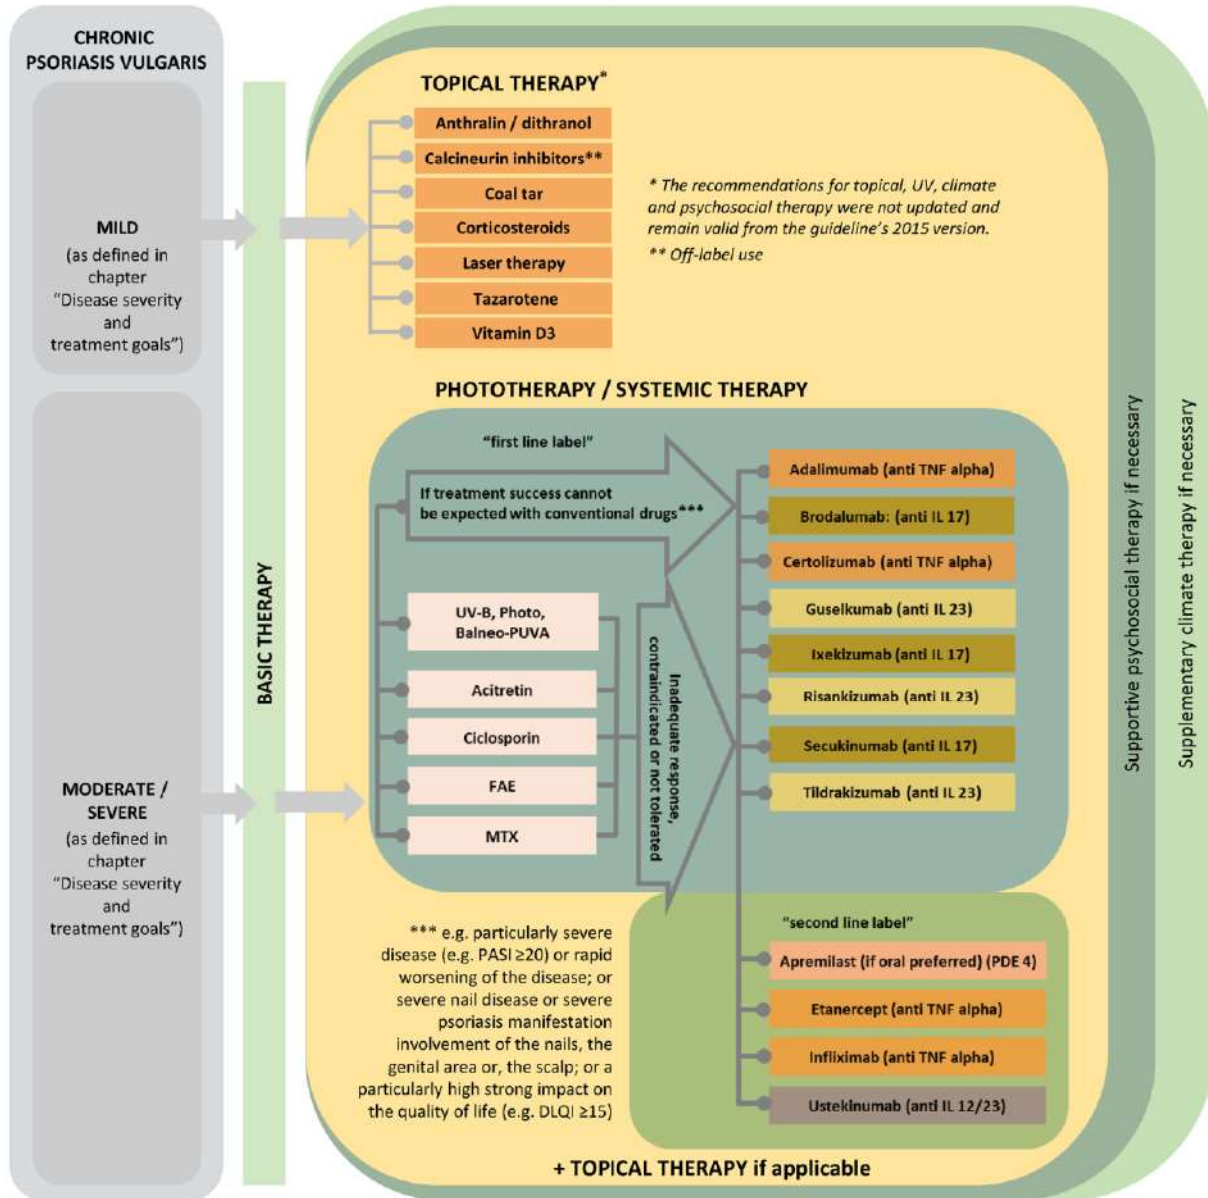 CHRONIC
PSORIASIS VULGARIS
MILD
(as defined in
chapter
“Disease severity
and
treatment goals”)
MODERATE /
SEVERE
(as defined in
chapter
“Disease severity
and
treatment goals”)
BASIC THERAPY
TOPICAL THERAPY*
Anthralin / dithranol
Calcineurin inhibitors**
Coal tar
Corticosteroids
Laser therapy
Tazarotene
Vitamin D3
* The recommendations for topical, UV, climate
and psychosocial therapy were not updated and
remain valid from the guideline’s 2015 version.
** Off-label use
PHOTOTHERAPY / SYSTEMIC THERAPY
“first line label”
If treatment success cannot
be expected with conventional drugs***
UV-B, Photo,
Balneo-PUVA
Acitretin
Ciclosporin
FAE
MTX
Inadequate response,
contraindicated or not tolerated
Adalimumab (anti TNF alpha)
Brodalumab: (anti IL 17)
Certolizumab (anti TNF alpha)
Guselkumab (anti IL 23)
Ixekizumab (anti IL 17)
Risankizumab (anti IL 23)
Secukinumab (anti IL 17)
Tildrakizumab (anti IL 23)
“second line label”
Apremilast (if oral preferred) (PDE 4)
Etanercept (anti TNF alpha)
Infliximab (anti TNF alpha)
Ustekinumab (anti IL 12/23)
*** e.g. particularly severe
disease (e.g. PASI ≥20) or rapid
worsening of the disease; or
severe nail disease or severe
psoriasis manifestation
involvement of the nails, the
genital area or, the scalp; or a
particularly high strong impact on
the quality of life (e.g. DLQI ≥15)
+ TOPICAL THERAPY if applicable
Supportive psychosocial therapy if necessary
Supplementary climate therapy if necessary